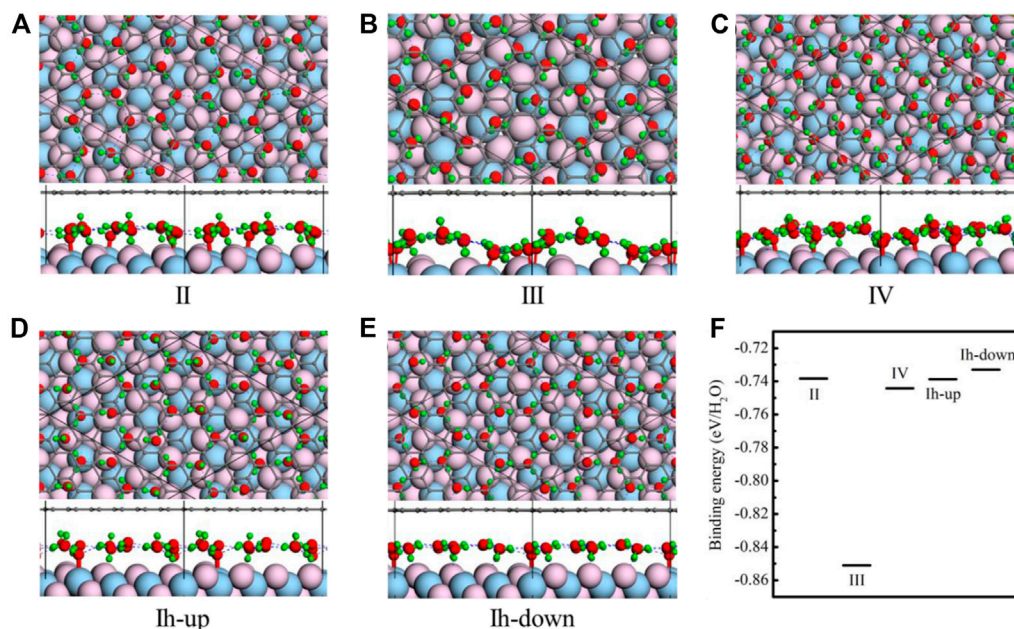 A
B
C
II
III
IV
D
E
F
Ih-up
Ih-down
Binding energy (eV/H₂O)
-0.72
-0.74
-0.76
-0.78
-0.80
-0.82
-0.84
-0.86
II
III
IV
Ih-up
Ih-down